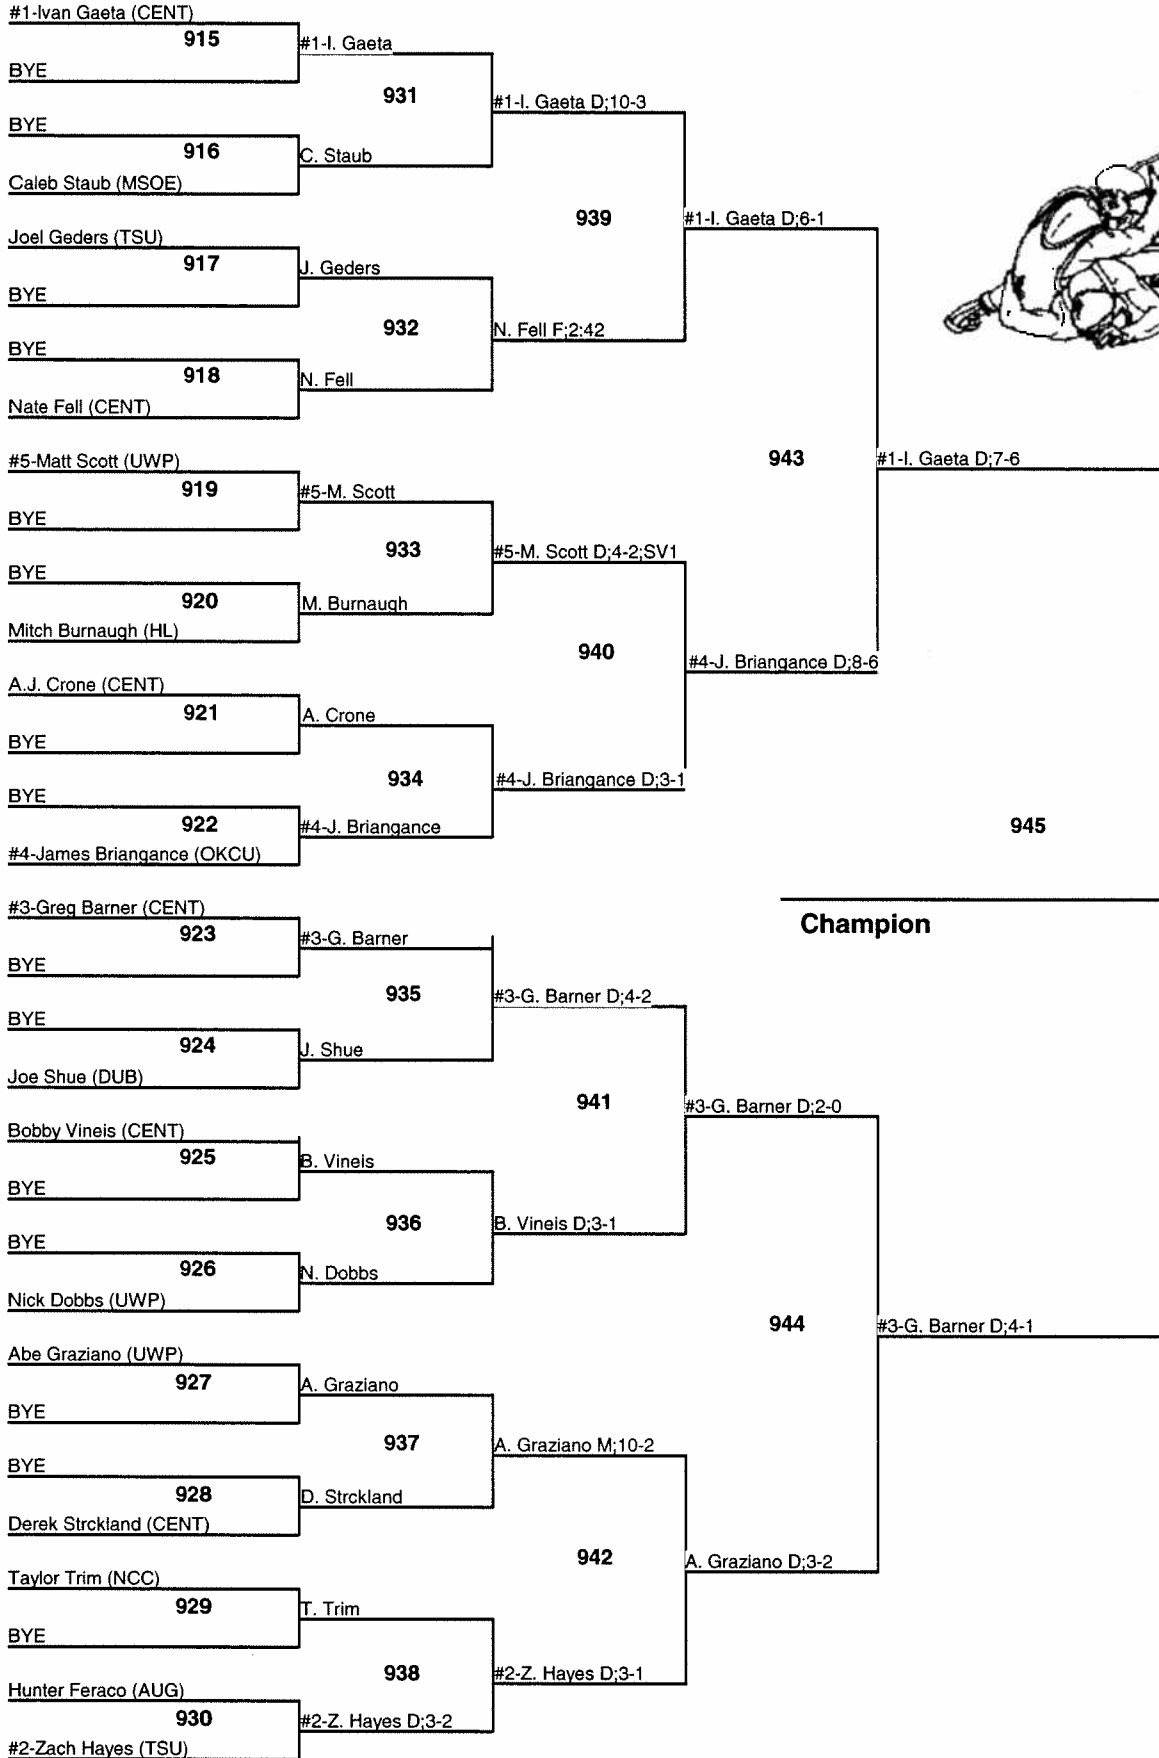 #1-Ivan Gaeta (CENT)
915
#1-I. Gaeta
BYE
931
#1-I. Gaeta D;10-3
BYE
916
C. Staub
Caleb Staub (MSOE)
939
#1-I. Gaeta D;6-1
Joel Geders (TSU)
917
J. Geders
BYE
932
N. Fell F;2:42
BYE
918
N. Fell
Nate Fell (CENT)
943
#1-I. Gaeta D;7-6
#5-Matt Scott (UWP)
919
#5-M. Scott
BYE
933
#5-M. Scott D;4-2;SV1
BYE
920
M. Burnaugh
Mitch Burnaugh (HL)
940
#4-J. Briangance D;8-6
A.J. Crone (CENT)
921
A. Crone
BYE
934
#4-J. Briangance D;3-1
BYE
922
#4-J. Briangance
#4-James Briangance (OKCU)
945
Champion
#3-Greg Barner (CENT)
923
#3-G. Barner
BYE
935
#3-G. Barner D;4-2
BYE
924
J. Shue
Joe Shue (DUB)
941
#3-G. Barner D;2-0
Bobby Vineis (CENT)
925
B. Vineis
BYE
936
B. Vineis D;3-1
BYE
926
N. Dobbs
Nick Dobbs (UWP)
944
#3-G. Barner D;4-1
Abe Graziano (UWP)
927
A. Graziano
BYE
937
A. Graziano M;10-2
BYE
928
D. Strckland
Derek Strckland (CENT)
942
A. Graziano D;3-2
Taylor Trim (NCC)
929
T. Trim
BYE
938
#2-Z. Hayes D;3-1
Hunter Feraco (AUG)
930
#2-Z. Hayes D;3-2
#2-Zach Hayes (TSU)